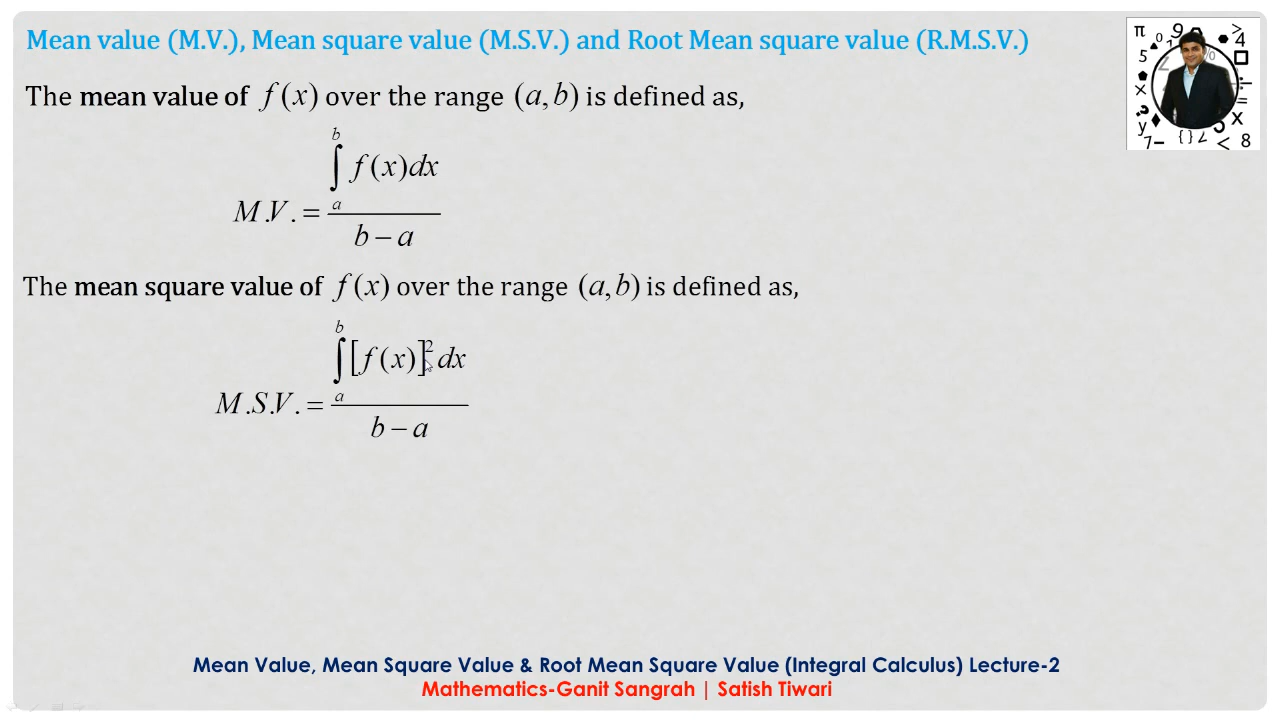 Mean value (M.V.), Mean square value (M.S.V.) and Root Mean square value (R.M.S.V.)
The mean value of f(x) over the range (a,b) is defined as,
b
∫ f(x)dx
M.V. = a
b − a
The mean square value of f(x) over the range (a,b) is defined as,
b
∫ [f(x)]² dx
M.S.V. = a
b − a
Mean Value, Mean Square Value & Root Mean Square Value (Integral Calculus) Lecture-2
Mathematics-Ganit Sangrah | Satish Tiwari